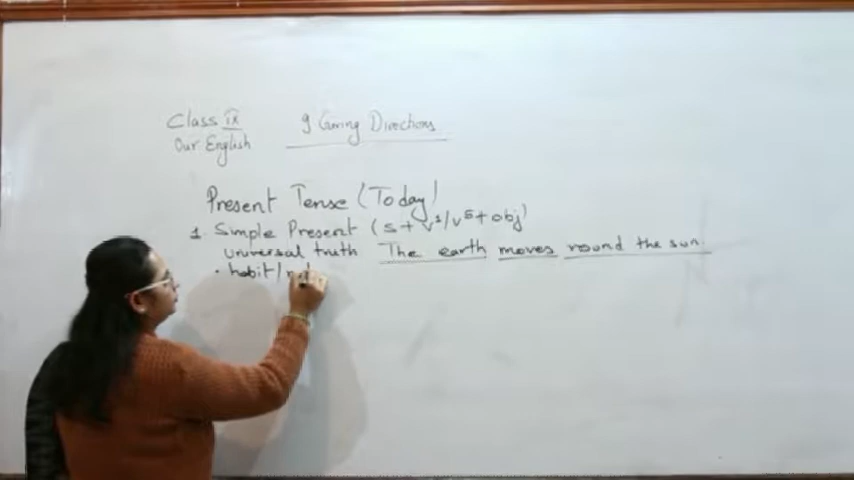 Class IX 9 Giving Directions
Our English
Present Tense (Today)
1. Simple Present (S + V¹/V⁵ + obj)
universal truth The earth moves round the sun.
• habit/